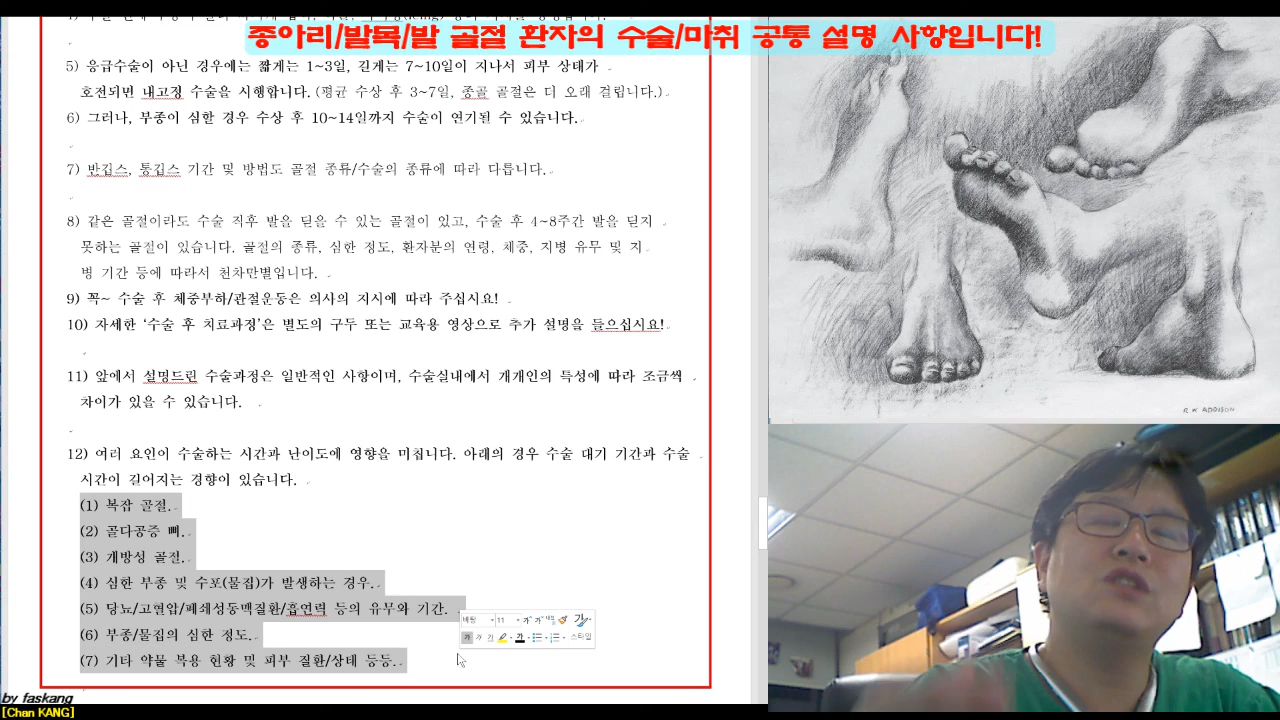 종아리/발목/발 골절 환자의 수술/마취 공통 설명 사항입니다!
5) 응급수술이 아닌 경우에는 짧게는 1~3일, 길게는 7~10일이 지나서 피부 상태가
호전되면 내고정 수술을 시행합니다. (평균 수상 후 3~7일, 종골 골절은 더 오래 걸립니다.)
6) 그러나, 부종이 심한 경우 수상 후 10~14일까지 수술이 연기될 수 있습니다.
7) 반깁스, 통깁스 기간 및 방법도 골절 종류/수술의 종류에 따라 다릅니다.
8) 같은 골절이라도 수술 직후 발을 딛을 수 있는 골절이 있고, 수술 후 4~8주간 발을 딛지
못하는 골절이 있습니다. 골절의 종류, 심한 정도, 환자분의 연령, 체중, 지병 유무 및 지
병 기간 등에 따라서 천차만별입니다.
9) 꼭~ 수술 후 체중부하/관절운동은 의사의 지시에 따라 주십시요!
10) 자세한 '수술 후 치료과정'은 별도의 구두 또는 교육용 영상으로 추가 설명을 들으십시요!
11) 앞에서 설명드린 수술과정은 일반적인 사항이며, 수술실내에서 개개인의 특성에 따라 조금씩
차이가 있을 수 있습니다.
12) 여러 요인이 수술하는 시간과 난이도에 영향을 미칩니다. 아래의 경우 수술 대기 기간과 수술
시간이 길어지는 경향이 있습니다.
(1) 복잡 골절.
(2) 골다공증 뼈.
(3) 개방성 골절.
(4) 심한 부종 및 수포(물집)가 발생하는 경우.
(5) 당뇨/고혈압/폐쇄성동맥질환/흡연력 등의 유무와 기간.
(6) 부종/물집의 심한 정도.
(7) 기타 약물 복용 현황 및 피부 질환/상태 등등.
바탕 11
스타일
R W ADDISON
by faskang
[Chan KANG]